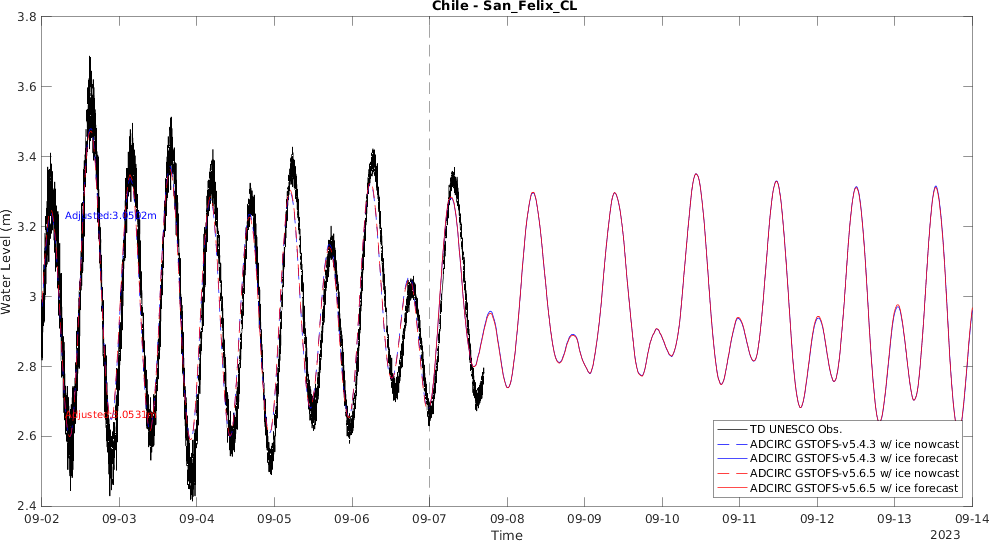 Chile - San_Felix_CL
3.8
3.6
3.4
3.2
3
2.8
2.6
2.4
Water Level (m)
Adjusted:3.0502m
TD UNESCO Obs.
ADCIRC GSTOFS-v5.4.3 w/ ice nowcast
ADCIRC GSTOFS-v5.4.3 w/ ice forecast
ADCIRC GSTOFS-v5.6.5 w/ ice nowcast
ADCIRC GSTOFS-v5.6.5 w/ ice forecast
09-02 09-03 09-04 09-05 09-06 09-07 09-08 09-09 09-10 09-11 09-12 09-13 09-14
Time
2023